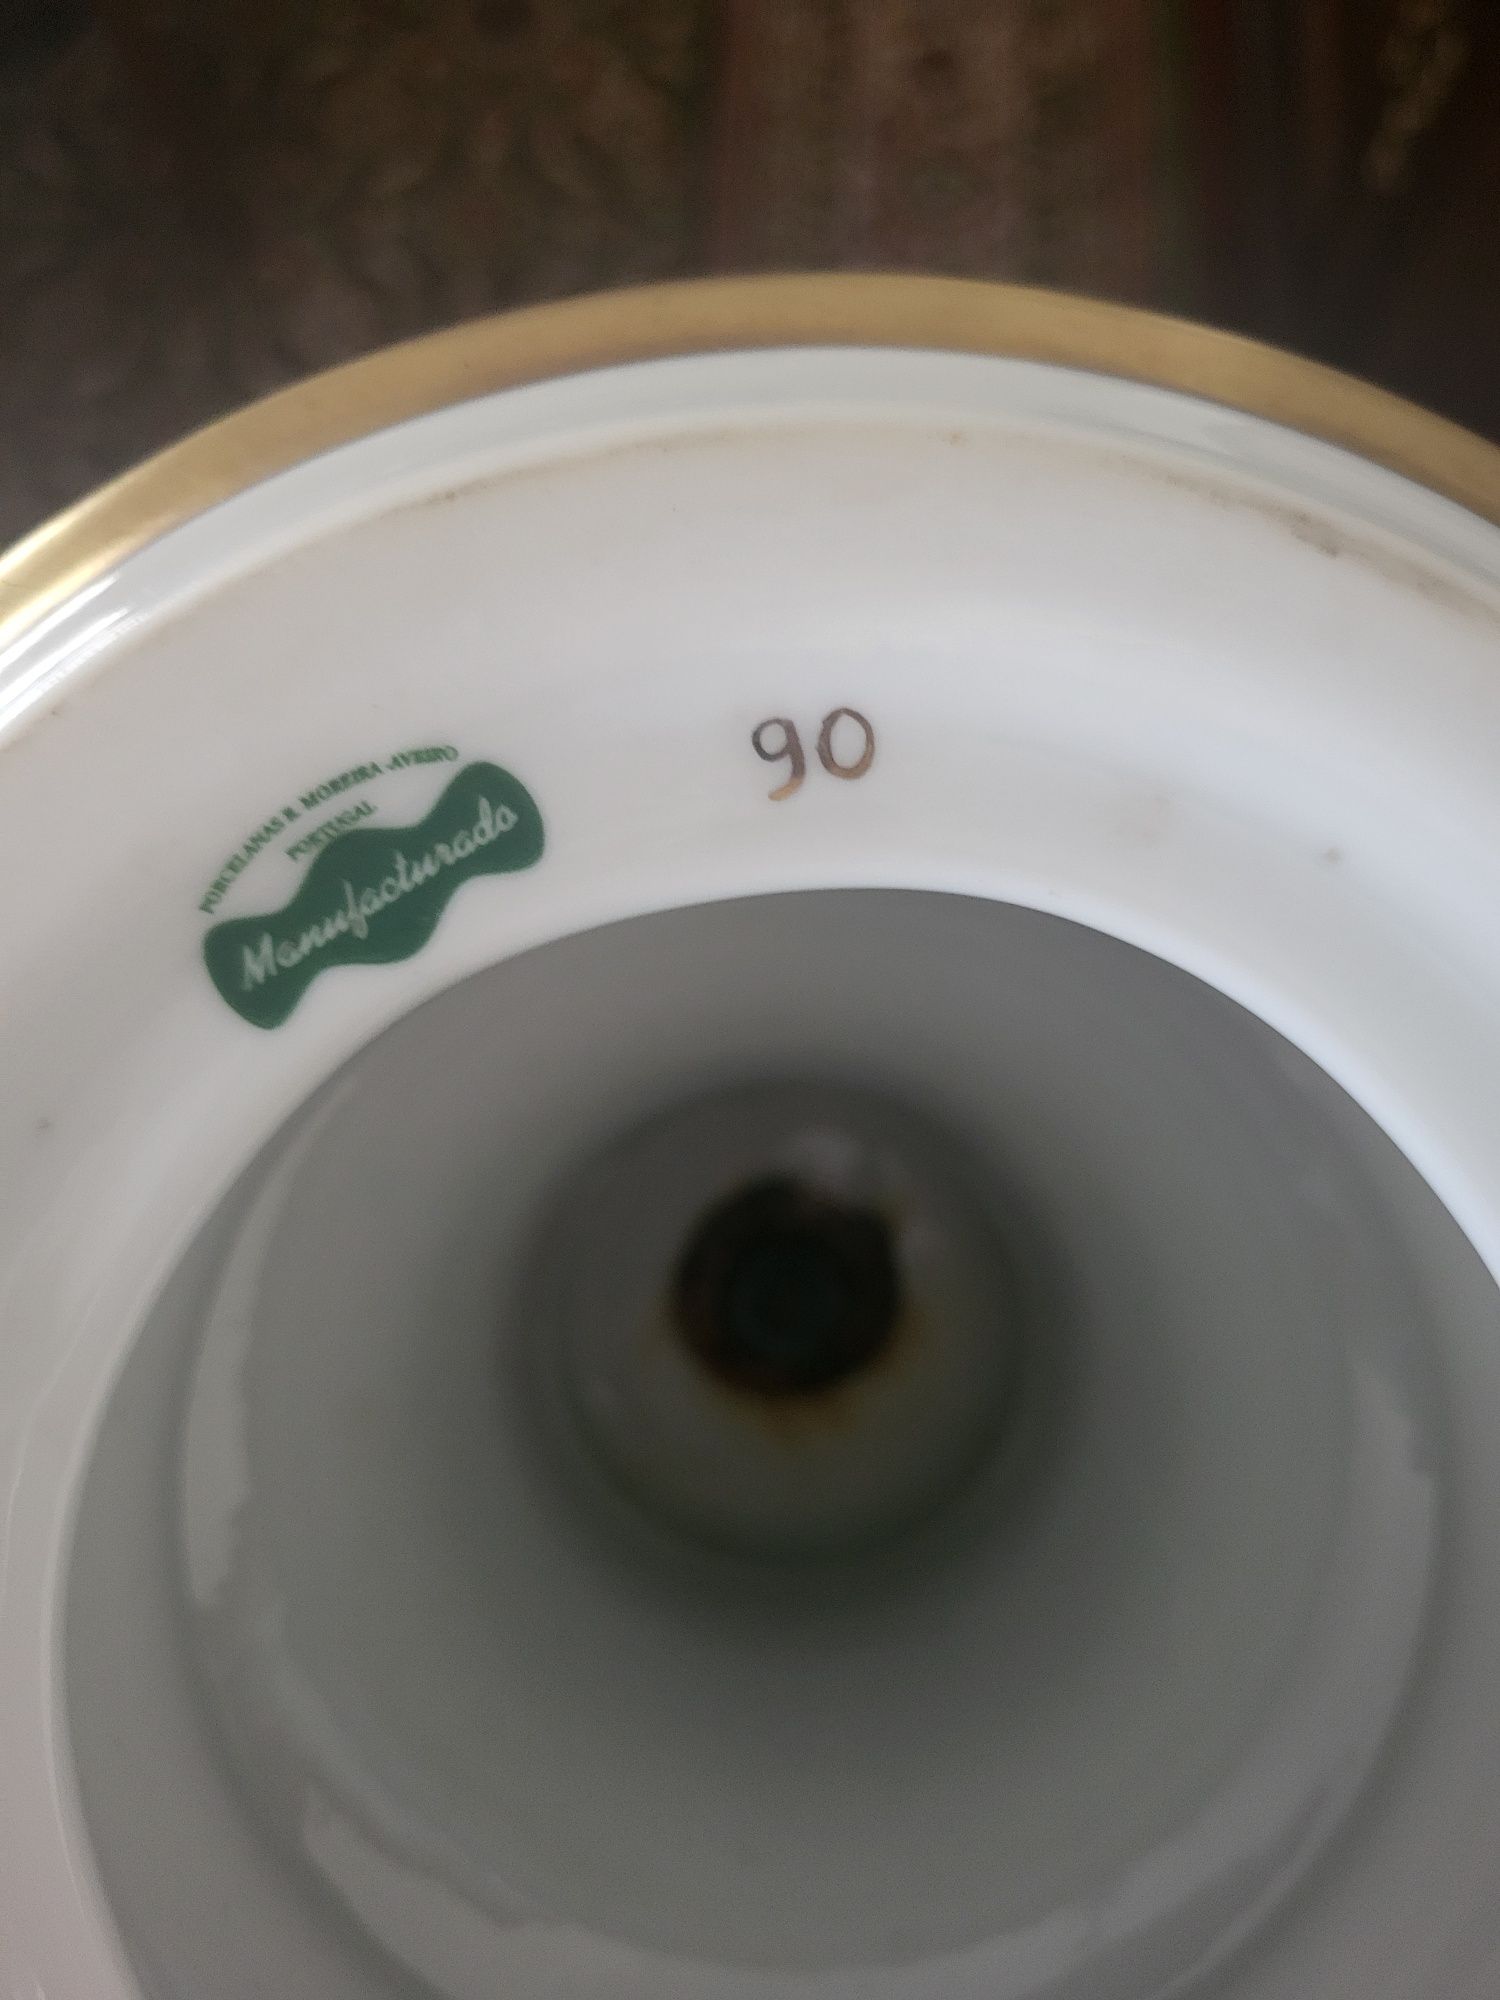 PORCELANAS R. MOREIRA -AVEIRO
PORTUGAL
Manufacturado
90